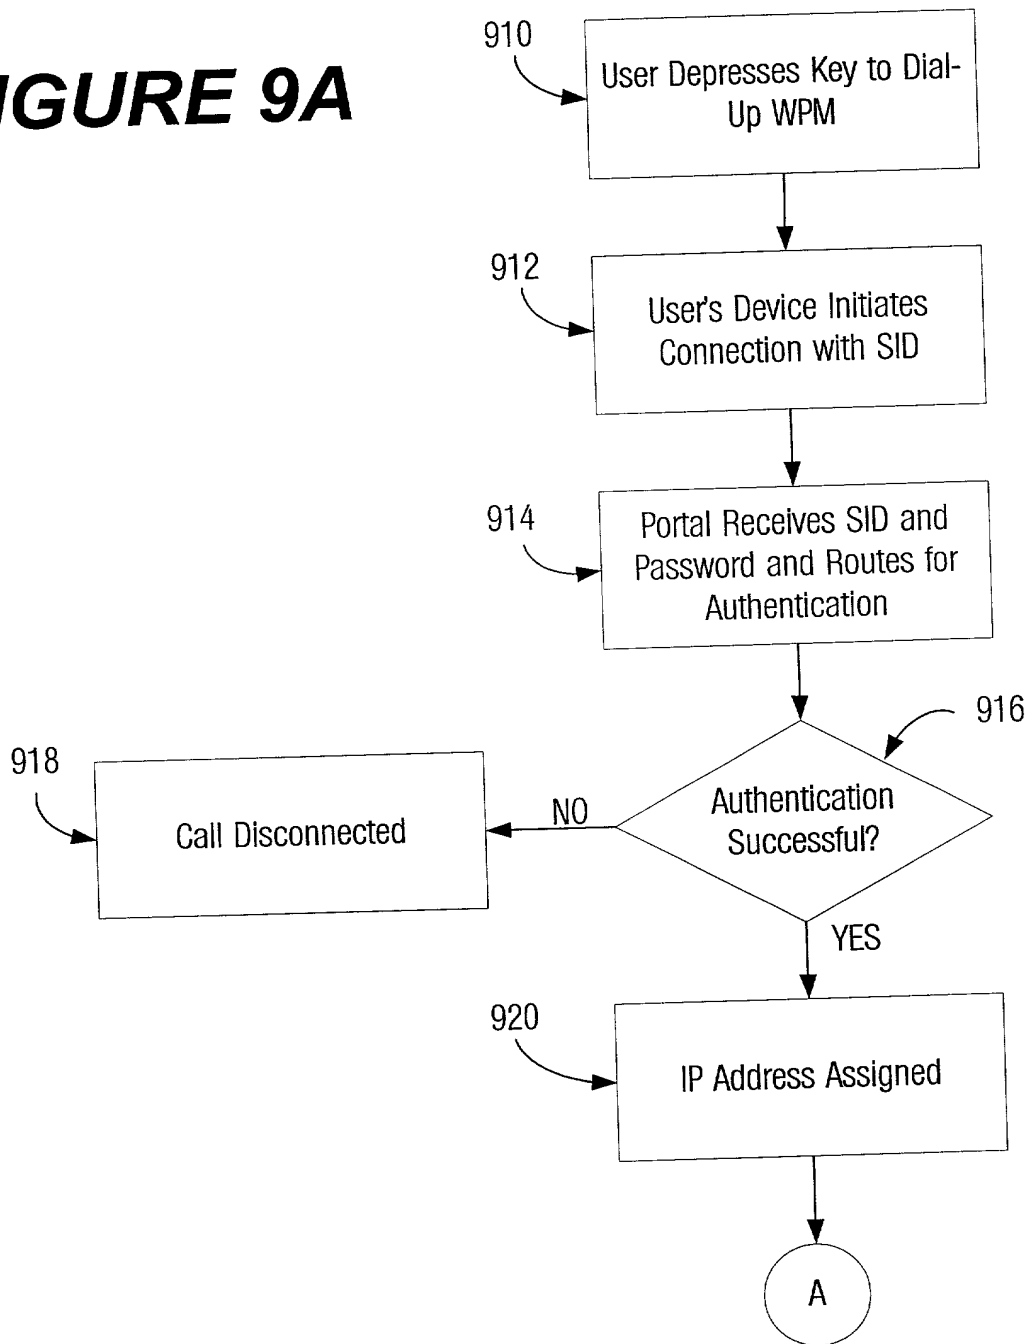 IGURE 9A
910
User Depresses Key to Dial-
Up WPM
912
User's Device Initiates
Connection with SID
914
Portal Receives SID and
Password and Routes for
Authentication
916
Authentication
Successful?
NO
918
Call Disconnected
YES
920
IP Address Assigned
A